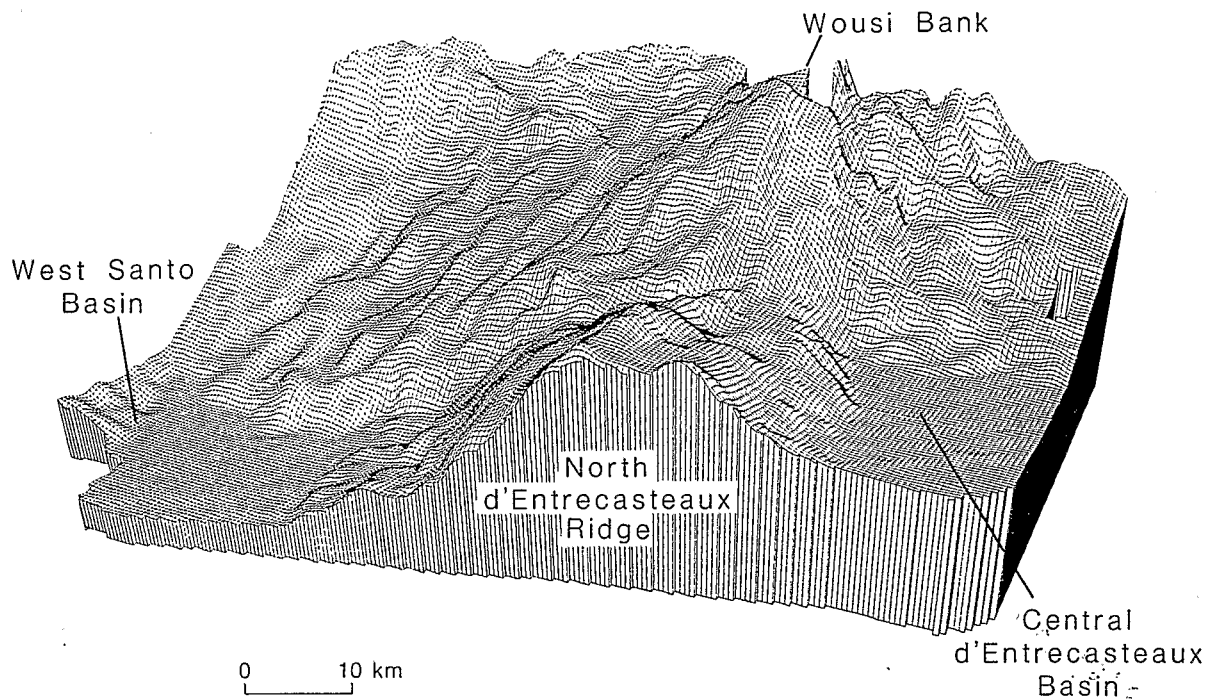 Wousi Bank
West Santo
Basin
North
d'Entrecasteaux
Ridge
Central
d'Entrecasteaux
Basin
0 10 km